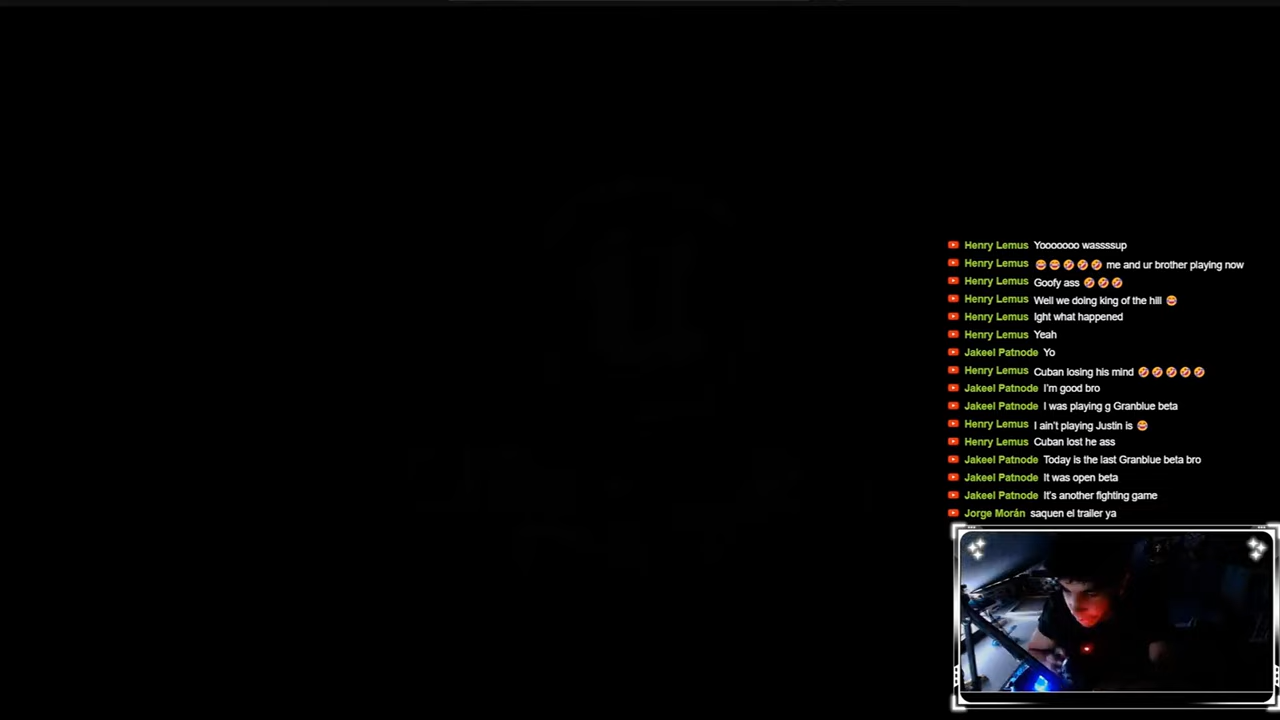 Henry Lemus Yooooooo wassssup
Henry Lemus 😄😄🤣🤣🤣 me and ur brother playing now
Henry Lemus Goofy ass 🤣🤣🤣
Henry Lemus Well we doing king of the hill 😄
Henry Lemus Ight what happened
Henry Lemus Yeah
Jakeel Patnode Yo
Henry Lemus Cuban losing his mind 🤣🤣🤣🤣🤣
Jakeel Patnode I'm good bro
Jakeel Patnode I was playing g Granblue beta
Henry Lemus I ain't playing Justin is 😄
Henry Lemus Cuban lost he ass
Jakeel Patnode Today is the last Granblue beta bro
Jakeel Patnode It was open beta
Jakeel Patnode It's another fighting game
Jorge Morán saquen el trailer ya